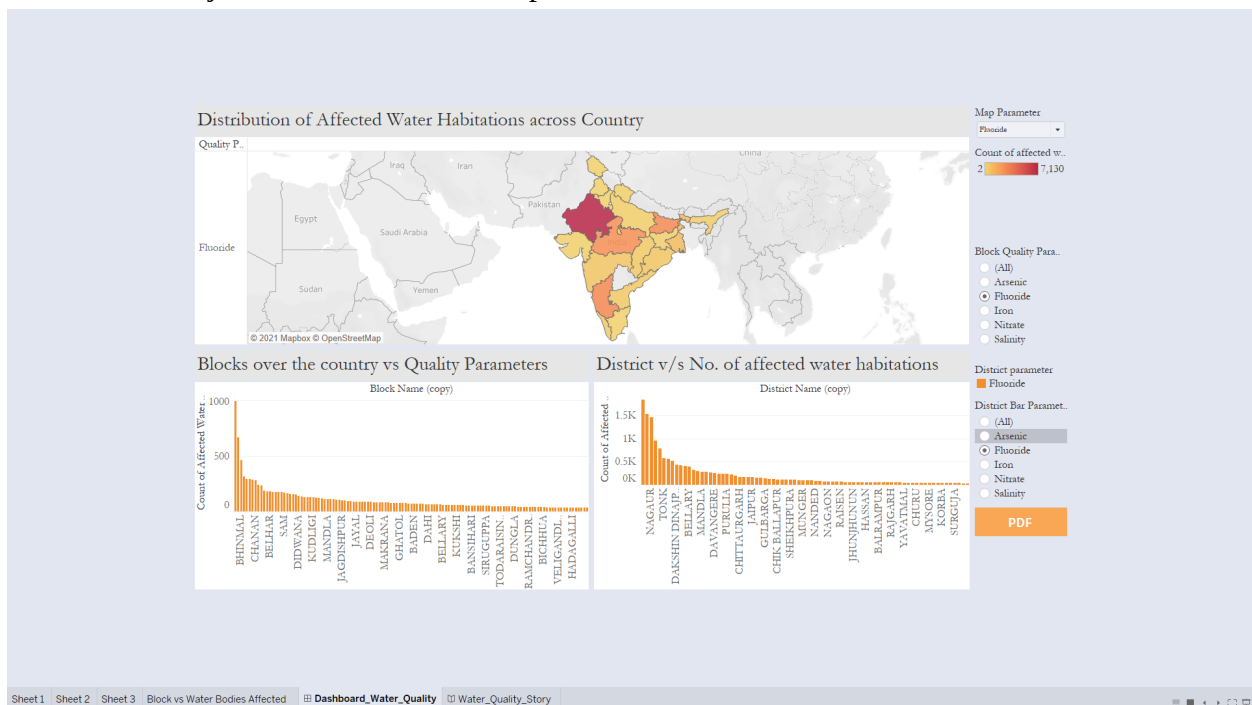 Distribution of Affected Water Habitations across Country
Quality P..
Fluoride
Iraq
Iran
China
Pakistan
Egypt
Saudi Arabia
India
Sudan
Yemen
© 2021 Mapbox © OpenStreetMap
Map Parameter
Fluoride
Count of affected w..
2 7,130
Block Quality Para..
(All)
Arsenic
Fluoride
Iron
Nitrate
Salinity
Blocks over the country vs Quality Parameters
Block Name (copy)
Count of Affected Water ..
1000
500
0
BHINMAL
CHANAN
BELHAR
SAM
DIDWANA
KUDLIGI
MANDLA
JAGDISHPUR
JAYAL
DEOLI
MAKRANA
GHATOL
BADEN
DAHI
BELLARY
KUKSHI
BANSIHARI
SIRUGUPPA
TODARAISIN..
DUNGLA
RAMCHANDR..
BICHHUA
VELIGANDL..
HADAGALLI
District v/s No. of affected water habitations
District Name (copy)
Count of Affected ..
1.5K
1K
0.5K
0K
NAGAUR
TONK
DAKSHIN DINAJP..
BELLARY
MANDLA
DAVANGERE
PURULLA
CHITTAURGARH
JAIPUR
GULBARGA
CHIK BALLAPUR
SHEIKHPURA
MUNGER
NANDED
NAGAON
RAISEN
JHUNJHUNUN
HASSAN
BALRAMPUR
RAJGARH
YAVATMAL
CHURU
MYSORE
KORBA
SURGUJA
District parameter
Fluoride
District Bar Paramet..
(All)
Arsenic
Fluoride
Iron
Nitrate
Salinity
PDF
Sheet 1 Sheet 2 Sheet 3 Block vs Water Bodies Affected Dashboard_Water_Quality Water_Quality_Story